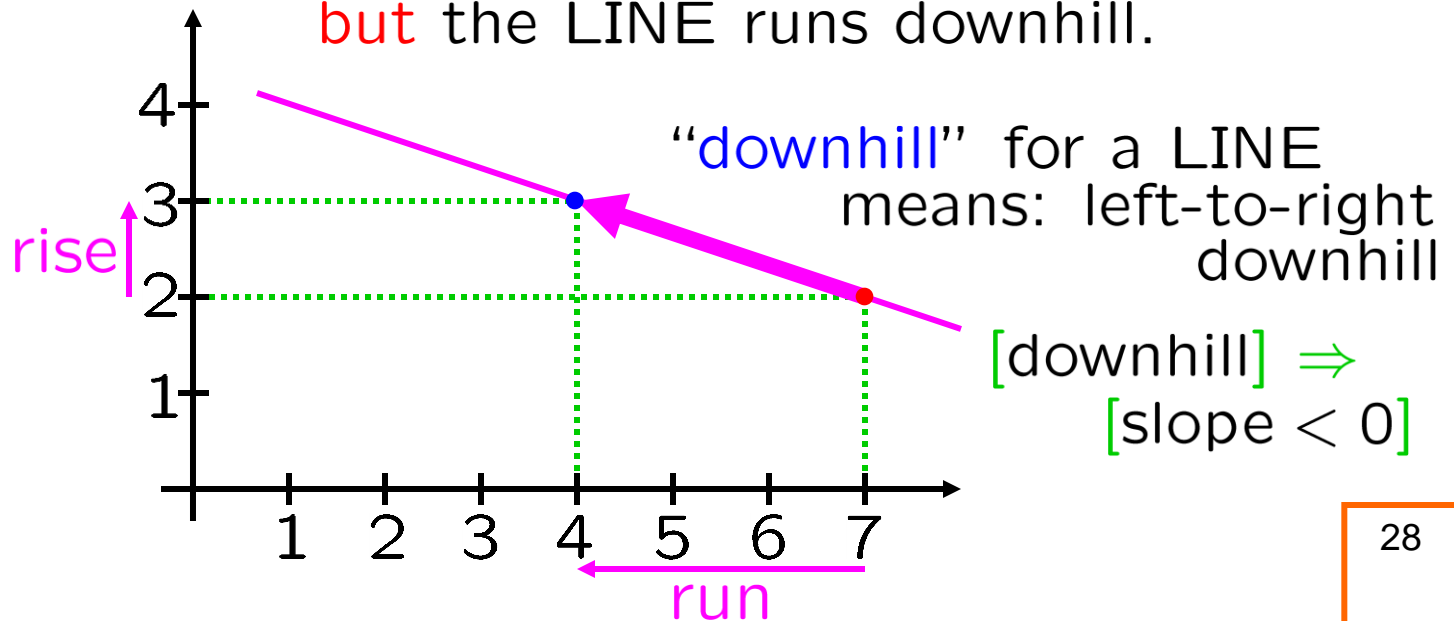 but the LINE runs downhill.
4
“downhill” for a LINE
means: left-to-right
downhill
3
rise
2
[downhill] ⇒
1
[slope < 0]
1 2 3 4 5 6 7
run
28